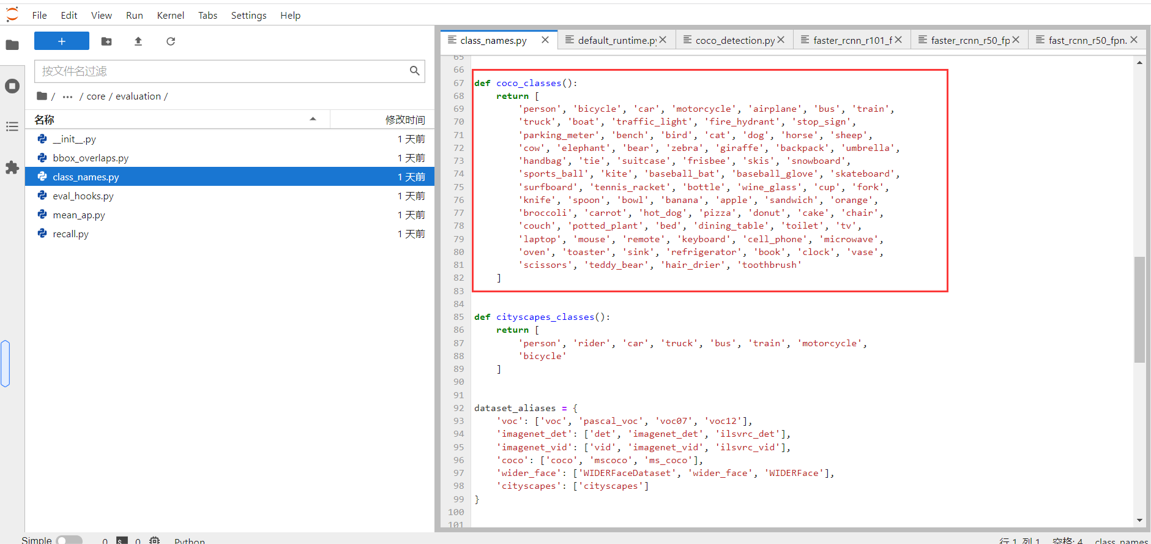 File Edit View Run Kernel Tabs Settings Help
+
按文件名过滤
/ ··· / core / evaluation /
名称 修改时间
__init__.py 1 天前
bbox_overlaps.py 1 天前
class_names.py 1 天前
eval_hooks.py 1 天前
mean_ap.py 1 天前
recall.py 1 天前
class_names.py default_runtime.py coco_detection.py faster_rcnn_r101_f faster_rcnn_r50_fp fast_rcnn_r50_fpn.
65
66
67 def coco_classes():
68 return [
69 'person', 'bicycle', 'car', 'motorcycle', 'airplane', 'bus', 'train',
70 'truck', 'boat', 'traffic_light', 'fire_hydrant', 'stop_sign',
71 'parking_meter', 'bench', 'bird', 'cat', 'dog', 'horse', 'sheep',
72 'cow', 'elephant', 'bear', 'zebra', 'giraffe', 'backpack', 'umbrella',
73 'handbag', 'tie', 'suitcase', 'frisbee', 'skis', 'snowboard',
74 'sports_ball', 'kite', 'baseball_bat', 'baseball_glove', 'skateboard',
75 'surfboard', 'tennis_racket', 'bottle', 'wine_glass', 'cup', 'fork',
76 'knife', 'spoon', 'bowl', 'banana', 'apple', 'sandwich', 'orange',
77 'broccoli', 'carrot', 'hot_dog', 'pizza', 'donut', 'cake', 'chair',
78 'couch', 'potted_plant', 'bed', 'dining_table', 'toilet', 'tv',
79 'laptop', 'mouse', 'remote', 'keyboard', 'cell_phone', 'microwave',
80 'oven', 'toaster', 'sink', 'refrigerator', 'book', 'clock', 'vase',
81 'scissors', 'teddy_bear', 'hair_drier', 'toothbrush'
82 ]
83
84
85 def cityscapes_classes():
86 return [
87 'person', 'rider', 'car', 'truck', 'bus', 'train', 'motorcycle',
88 'bicycle'
89 ]
90
91
92 dataset_aliases = {
93 'voc': ['voc', 'pascal_voc', 'voc07', 'voc12'],
94 'imagenet_det': ['det', 'imagenet_det', 'ilsvrc_det'],
95 'imagenet_vid': ['vid', 'imagenet_vid', 'ilsvrc_vid'],
96 'coco': ['coco', 'mscoco', 'ms_coco'],
97 'wider_face': ['WIDERFaceDataset', 'wider_face', 'WIDERFace'],
98 'cityscapes': ['cityscapes']
99 }
100
101
Simple 0 0 Python 行 1, 列 1 空格: 4 class_names